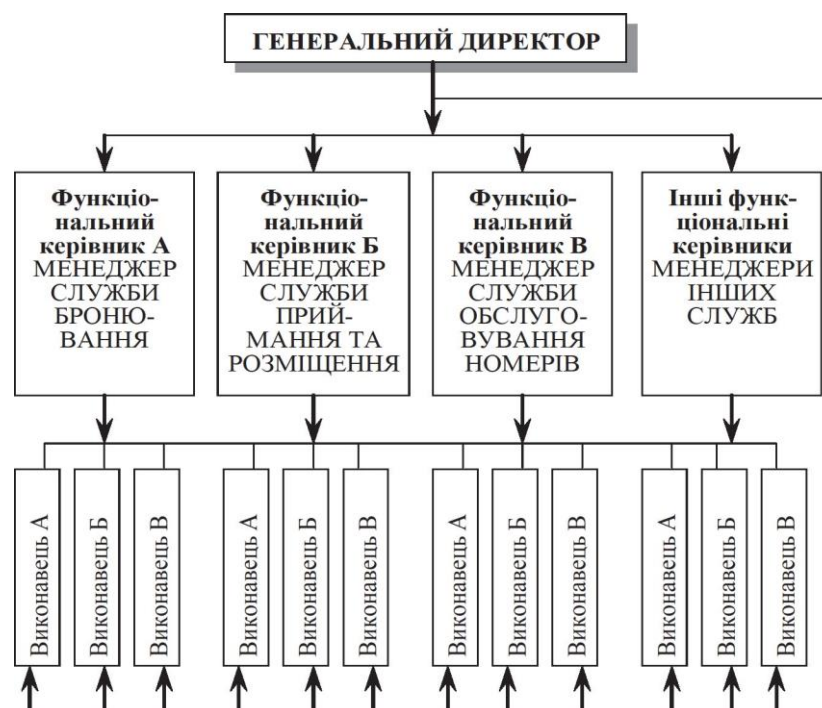 ГЕНЕРАЛЬНИЙ ДИРЕКТОР
Функціо-
нальний
керівник А
МЕНЕДЖЕР
СЛУЖБИ
БРОНЮ-
ВАННЯ
Функціо-
нальний
керівник Б
МЕНЕДЖЕР
СЛУЖБИ
ПРИЙ-
МАННЯ ТА
РОЗМІЩЕННЯ
Функціо-
нальний
керівник В
МЕНЕДЖЕР
СЛУЖБИ
ОБСЛУГО-
ВУВАННЯ
НОМЕРІВ
Інші функ-
ціональні
керівники
МЕНЕДЖЕРИ
ІНШИХ
СЛУЖБ
Виконавець А
Виконавець Б
Виконавець В
Виконавець А
Виконавець Б
Виконавець В
Виконавець А
Виконавець Б
Виконавець В
Виконавець А
Виконавець Б
Виконавець В